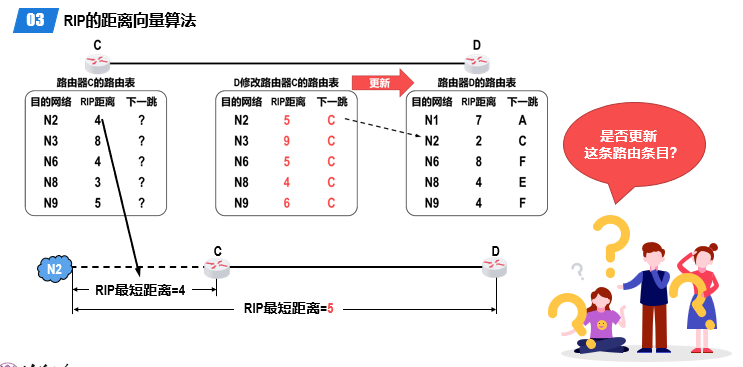 03 RIP的距离向量算法
C
D
路由器C的路由表
目的网络 RIP距离 下一跳
N2 4 ?
N3 8 ?
N6 4 ?
N8 3 ?
N9 5 ?
D修改路由器C的路由表
目的网络 RIP距离 下一跳
N2 5 C
N3 9 C
N6 5 C
N8 4 C
N9 6 C
更新
路由器D的路由表
目的网络 RIP距离 下一跳
N1 7 A
N2 2 C
N6 8 F
N8 4 E
N9 4 F
是否更新
这条路由条目?
N2
C
D
RIP最短距离=4
RIP最短距离=5